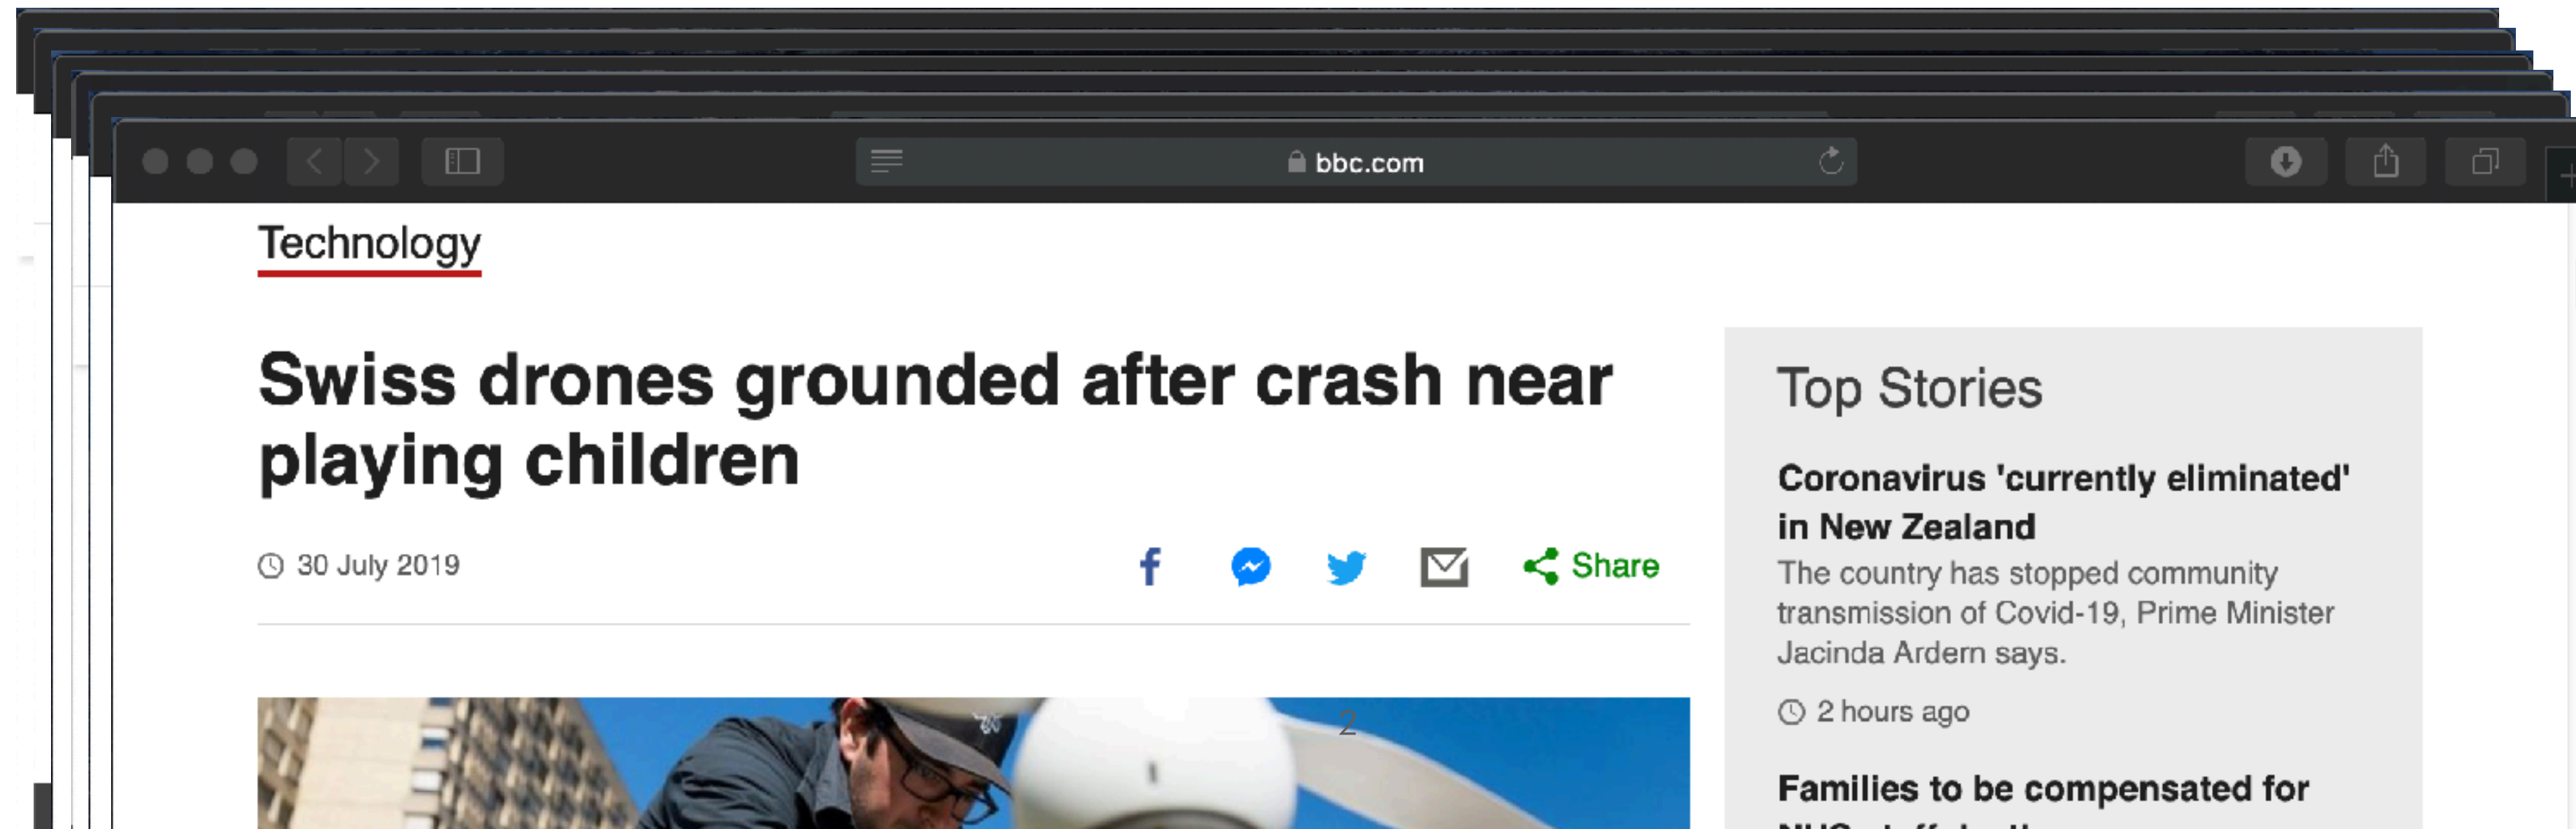 bbc.com
Technology
Swiss drones grounded after crash near
playing children
30 July 2019
Share
Top Stories
Coronavirus 'currently eliminated'
in New Zealand
The country has stopped community
transmission of Covid-19, Prime Minister
Jacinda Ardern says.
2 hours ago
2
Families to be compensated for